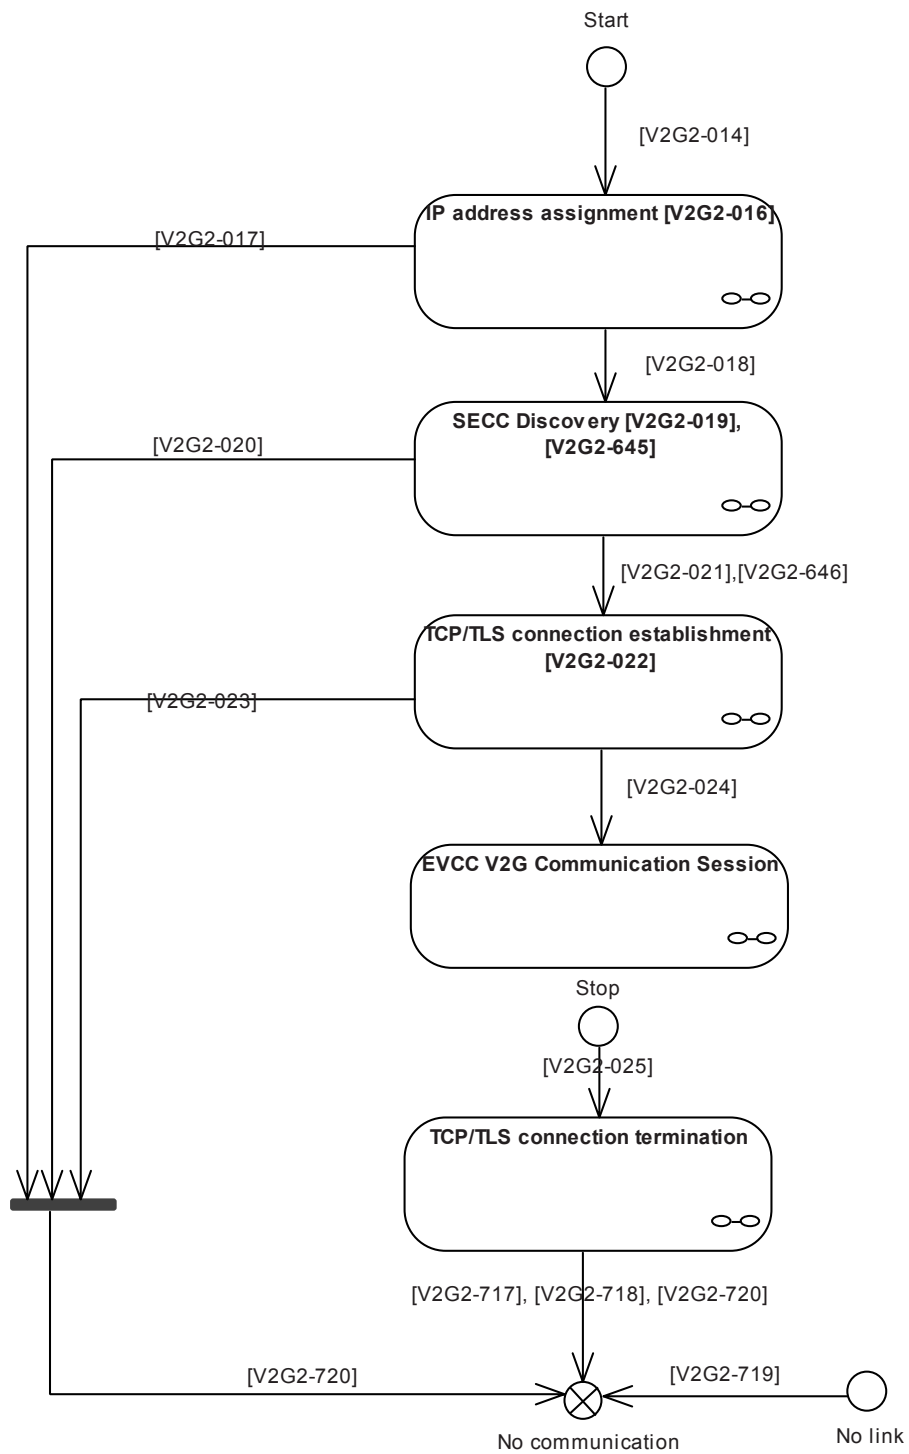 Start
[V2G2-014]
IP address assignment [V2G2-016]
[V2G2-017]
[V2G2-018]
SECC Discovery [V2G2-019],
[V2G2-645]
[V2G2-020]
[V2G2-021],[V2G2-646]
TCP/TLS connection establishment
[V2G2-022]
[V2G2-023]
[V2G2-024]
EVCC V2G Communication Session
Stop
[V2G2-025]
TCP/TLS connection termination
[V2G2-717], [V2G2-718], [V2G2-720]
[V2G2-720]
[V2G2-719]
No communication
No link